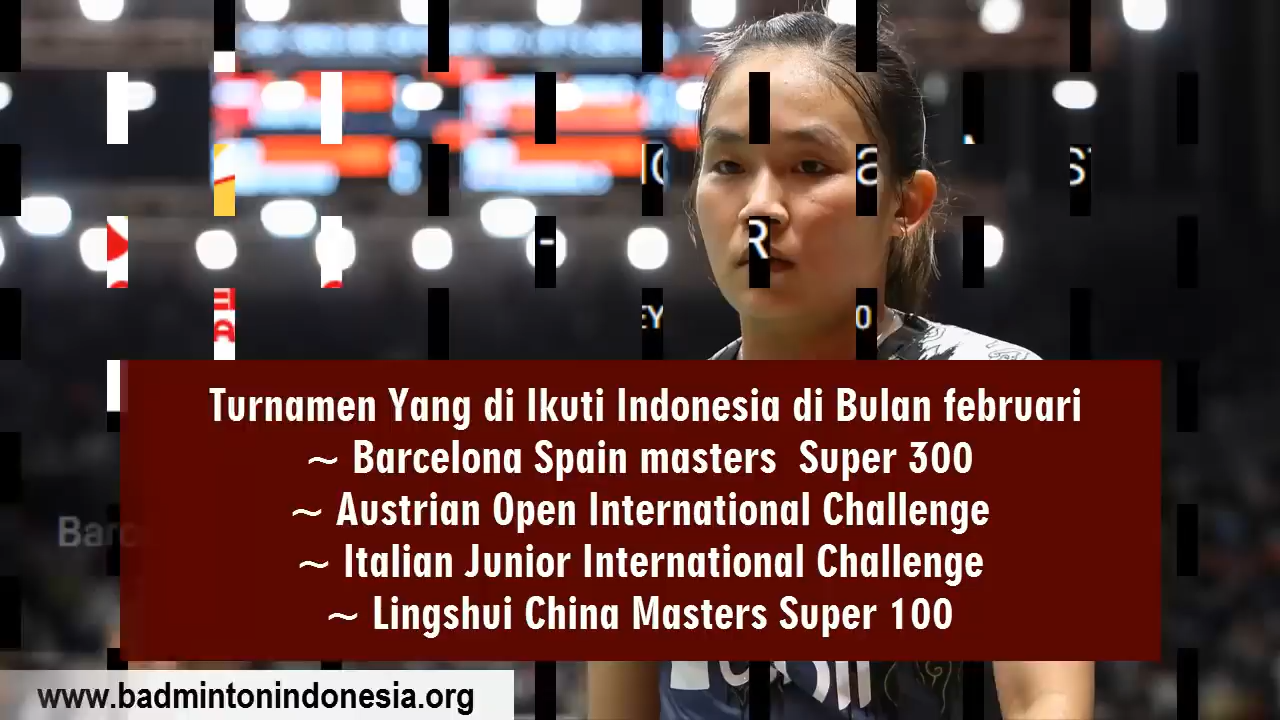 Turnamen Yang di Ikuti Indonesia di Bulan februari
~ Barcelona Spain masters  Super 300
~ Austrian Open International Challenge
~ Italian Junior International Challenge
~ Lingshui China Masters Super 100
www.badmintonindonesia.org